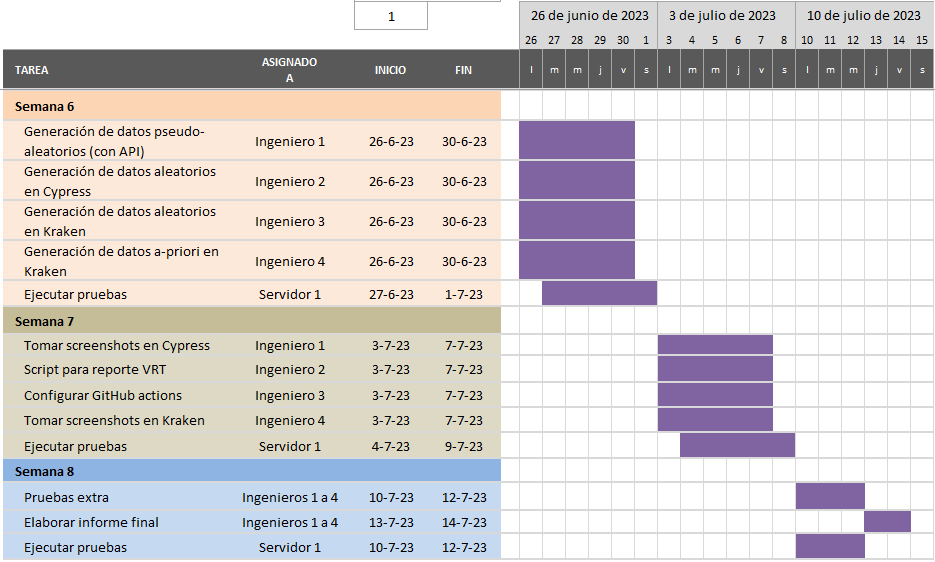 1
26 de junio de 2023 3 de julio de 2023 10 de julio de 2023
26 27 28 29 30 1 3 4 5 6 7 8 10 11 12 13 14 15
TAREA ASIGNADO A INICIO FIN l m m j v s l m m j v s l m m j v s
Semana 6
Generación de datos pseudo-
aleatorios (con API) Ingeniero 1 26-6-23 30-6-23
Generación de datos aleatorios
en Cypress Ingeniero 2 26-6-23 30-6-23
Generación de datos aleatorios
en Kraken Ingeniero 3 26-6-23 30-6-23
Generación de datos a-priori en
Kraken Ingeniero 4 26-6-23 30-6-23
Ejecutar pruebas Servidor 1 27-6-23 1-7-23
Semana 7
Tomar screenshots en Cypress Ingeniero 1 3-7-23 7-7-23
Script para reporte VRT Ingeniero 2 3-7-23 7-7-23
Configurar GitHub actions Ingeniero 3 3-7-23 7-7-23
Tomar screenshots en Kraken Ingeniero 4 3-7-23 7-7-23
Ejecutar pruebas Servidor 1 4-7-23 9-7-23
Semana 8
Pruebas extra Ingenieros 1 a 4 10-7-23 12-7-23
Elaborar informe final Ingenieros 1 a 4 13-7-23 14-7-23
Ejecutar pruebas Servidor 1 10-7-23 12-7-23